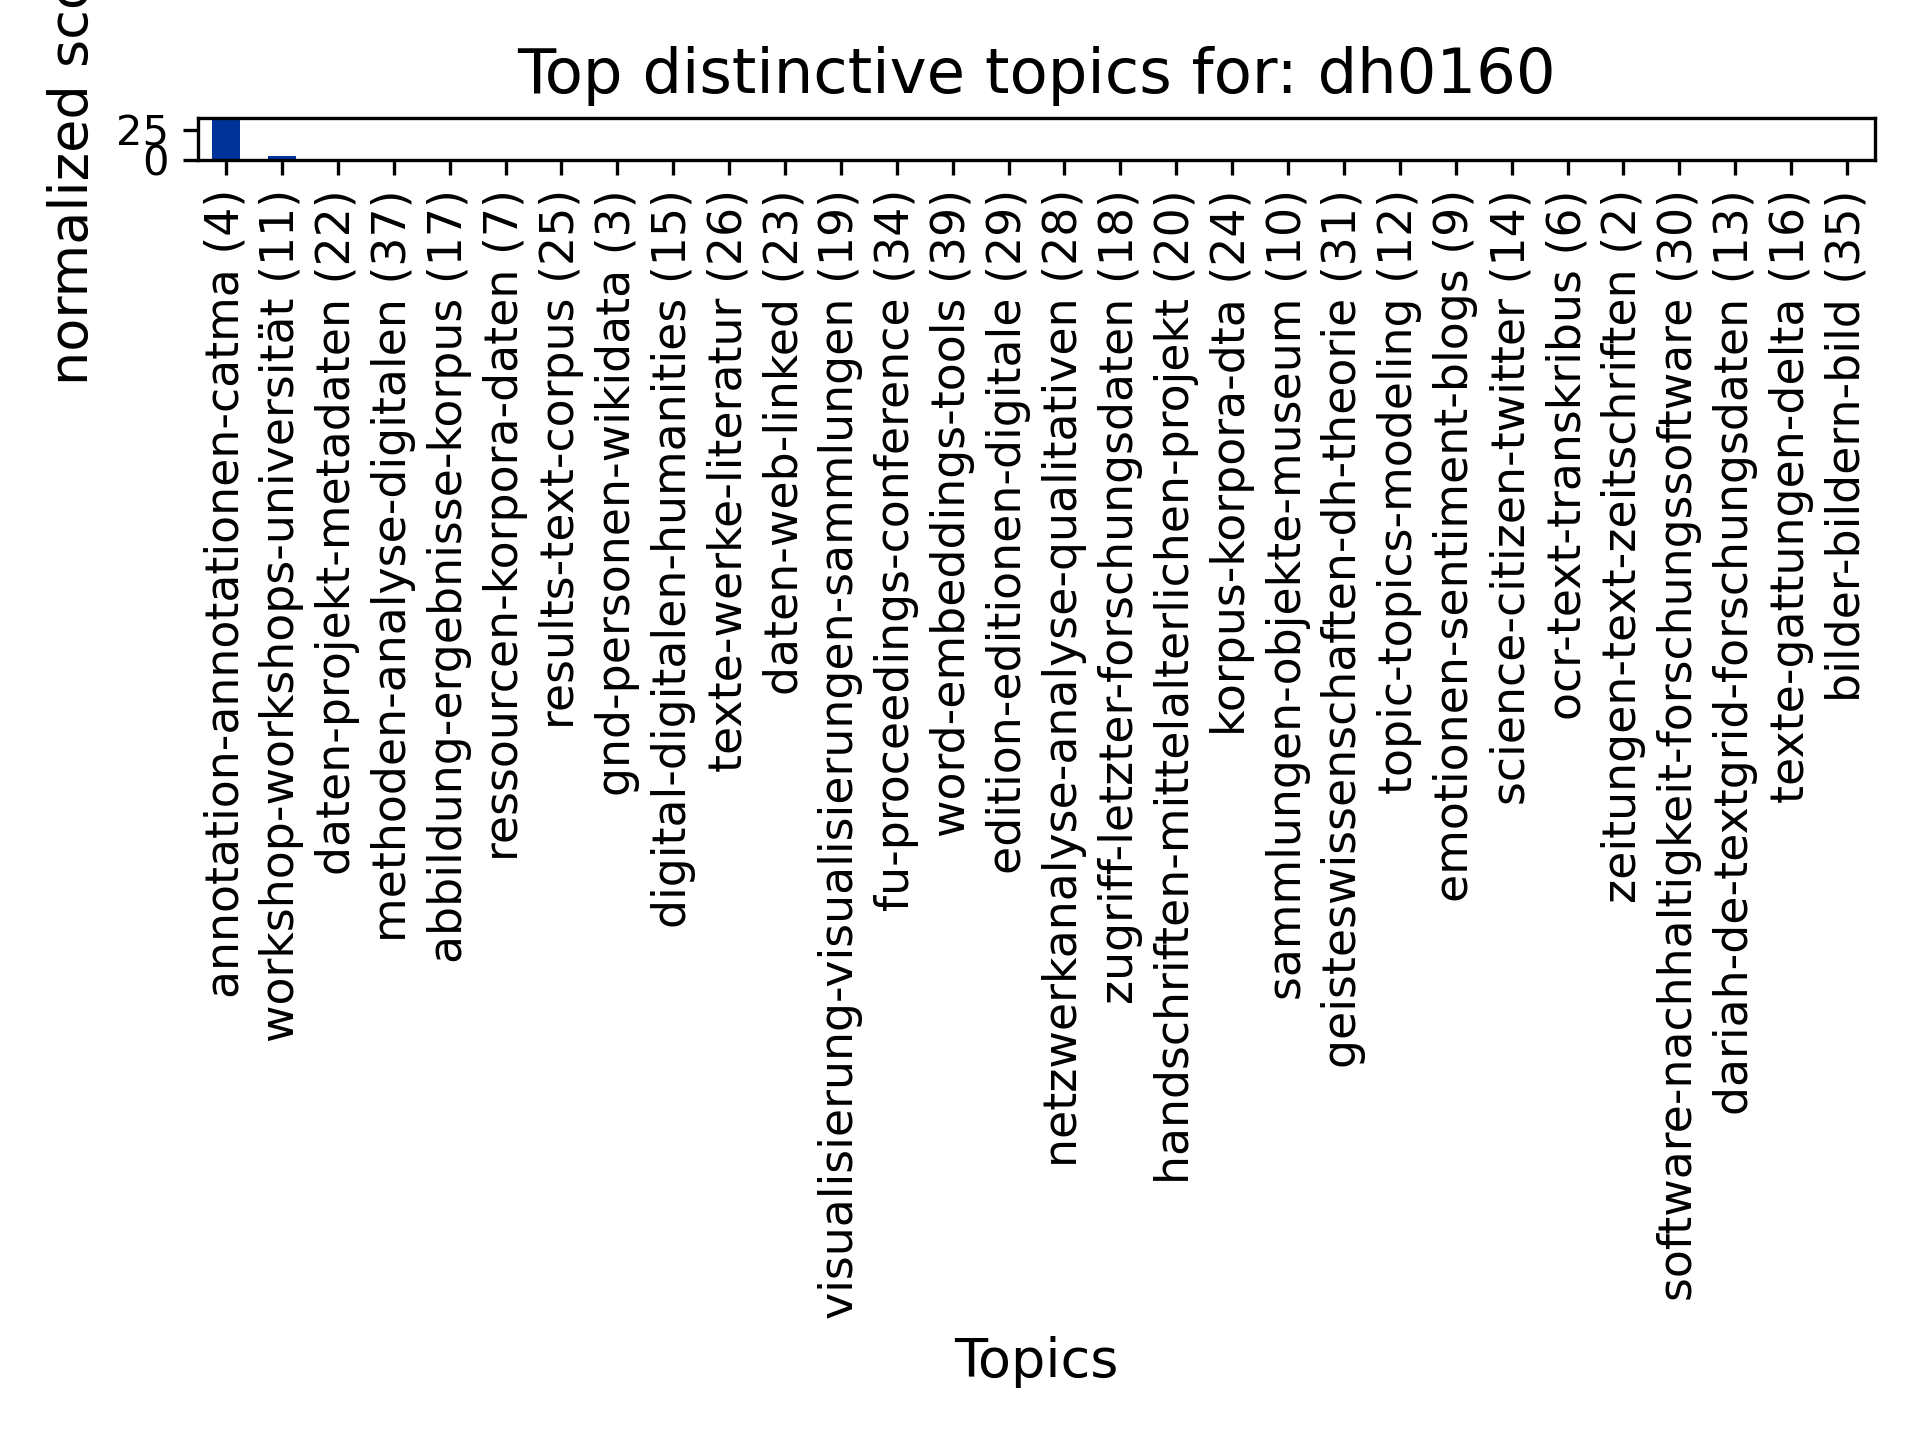 Top distinctive topics for: dh0160
normalized
25
0
annotation-annotationen-catma (4)
workshop-workshops-universität (11)
daten-projekt-metadaten (22)
methoden-analyse-digitalen (37)
abbildung-ergebnisse-korpus (17)
ressourcen-korpora-daten (7)
results-text-corpus (25)
gnd-personen-wikidata (3)
digital-digitalen-humanities (15)
texte-werke-literatur (26)
daten-web-linked (23)
visualisierung-visualisierungen-sammlungen (19)
fu-proceedings-conference (34)
word-embeddings-tools (39)
edition-editionen-digitale (29)
netzwerkanalyse-analyse-qualitativen (28)
zugriff-letzter-forschungsdaten (18)
handschriften-mittelalterlichen-projekt (20)
korpus-korpora-dta (24)
sammlungen-objekte-museum (10)
geisteswissenschaften-dh-theorie (31)
topic-topics-modeling (12)
emotionen-sentiment-blogs (9)
science-citizen-twitter (14)
ocr-text-transkribus (6)
zeitungen-text-zeitschriften (2)
software-nachhaltigkeit-forschungssoftware (30)
dariah-de-textgrid-forschungsdaten (13)
texte-gattungen-delta (16)
bilder-bildern-bild (35)
Topics